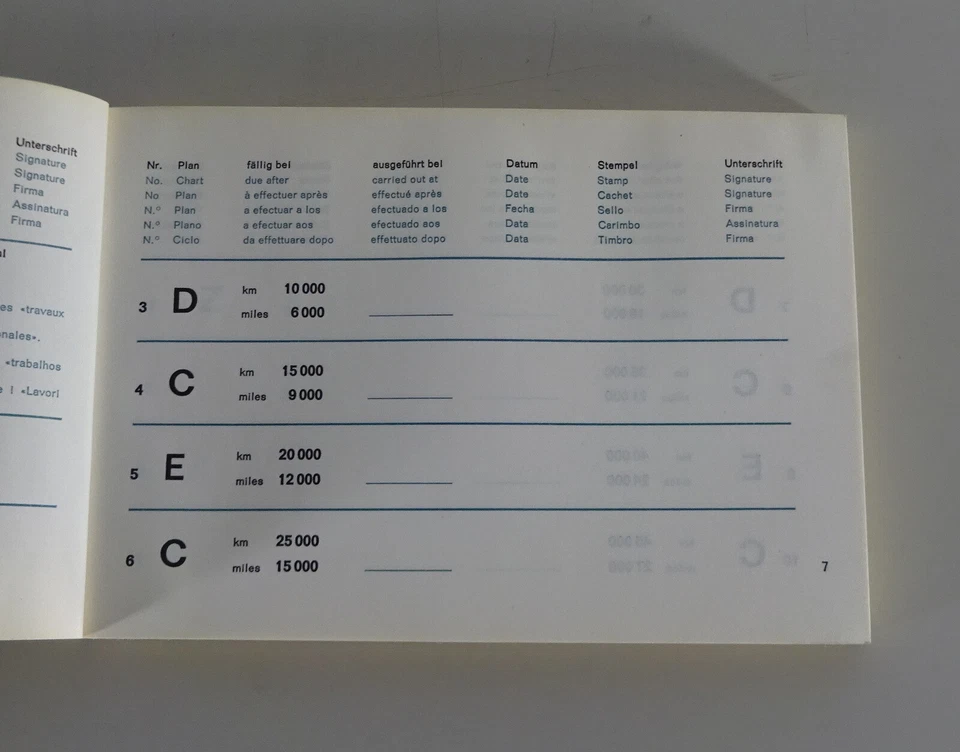 Unterschrift
Signature
Signature
Firma
Assinatura
Firma
es «travaux
nales».
«trabalhos
e | «Lavori
Nr. Plan fällig bei ausgeführt bei Datum Stempel Unterschrift
No. Chart due after carried out at Date Stamp Signature
No Plan à effectuer après effectué après Date Cachet Signature
N.º Plan a efectuar a los efectuado a los Fecha Sello Firma
N.º Plano a efectuar aos efectuado aos Data Carimbo Assinatura
N.º Ciclo da effettuare dopo effettuato dopo Data Timbro Firma
3 D km 10 000
miles 6 000
4 C km 15 000
miles 9 000
5 E km 20 000
miles 12 000
6 C km 25 000
miles 15 000
7